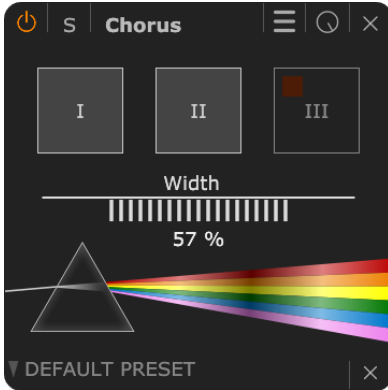 S Chorus
I II III
Width
57 %
DEFAULT PRESET